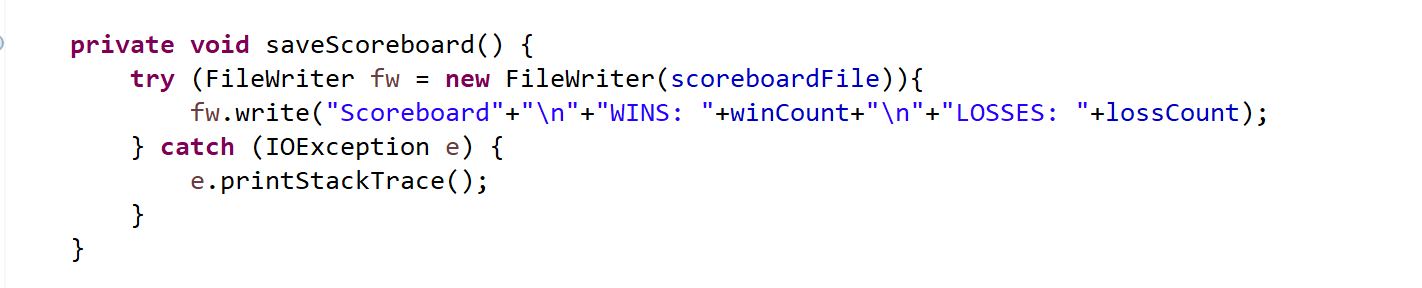 private void saveScoreboard() {
    try (FileWriter fw = new FileWriter(scoreboardFile)){
        fw.write("Scoreboard"+"\n"+"WINS: "+winCount+"\n"+"LOSSES: "+lossCount);
    } catch (IOException e) {
        e.printStackTrace();
    }
}